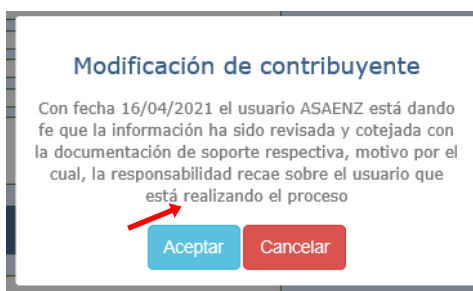 Modificación de contribuyente
Con fecha 16/04/2021 el usuario ASAENZ está dando
fe que la información ha sido revisada y cotejada con
la documentación de soporte respectiva, motivo por el
cual, la responsabilidad recae sobre el usuario que
está realizando el proceso
Aceptar Cancelar